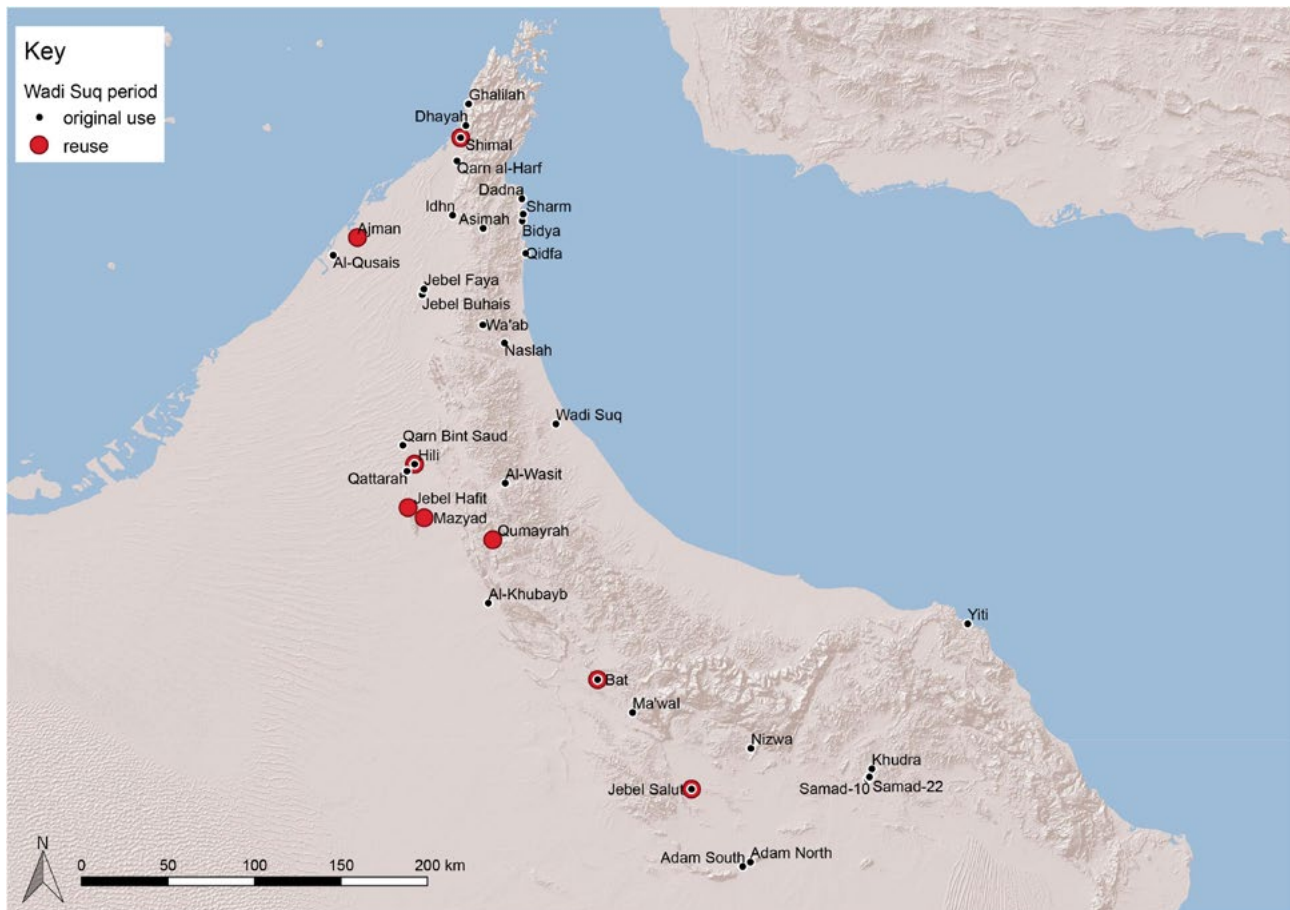 Key
Wadi Suq period
original use
reuse
Ghalilah
Dhayah
Shimal
Qarn al-Harf
Dadna
Idhn
Sharm
Asimah
Bidya
Ajman
Qidfa
Al-Qusais
Jebel Faya
Jebel Buhais
Wa'ab
Naslah
Wadi Suq
Qarn Bint Saud
Hili
Qattarah
Al-Wasit
Jebel Hafit
Mazyad
Qumayrah
Al-Khubayb
Yiti
Bat
Ma'wal
Nizwa
Khudra
Jebel Salut
Samad-10
Samad-22
Adam South
Adam North
N
0 50 100 150 200 km